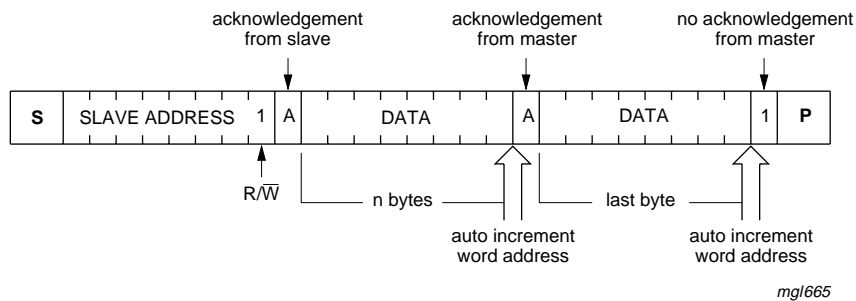 acknowledgement
from slave
acknowledgement
from master
no acknowledgement
from master
S SLAVE ADDRESS 1 A DATA A DATA 1 P
R/W̅
n bytes
last byte
auto increment
word address
auto increment
word address
mgl665